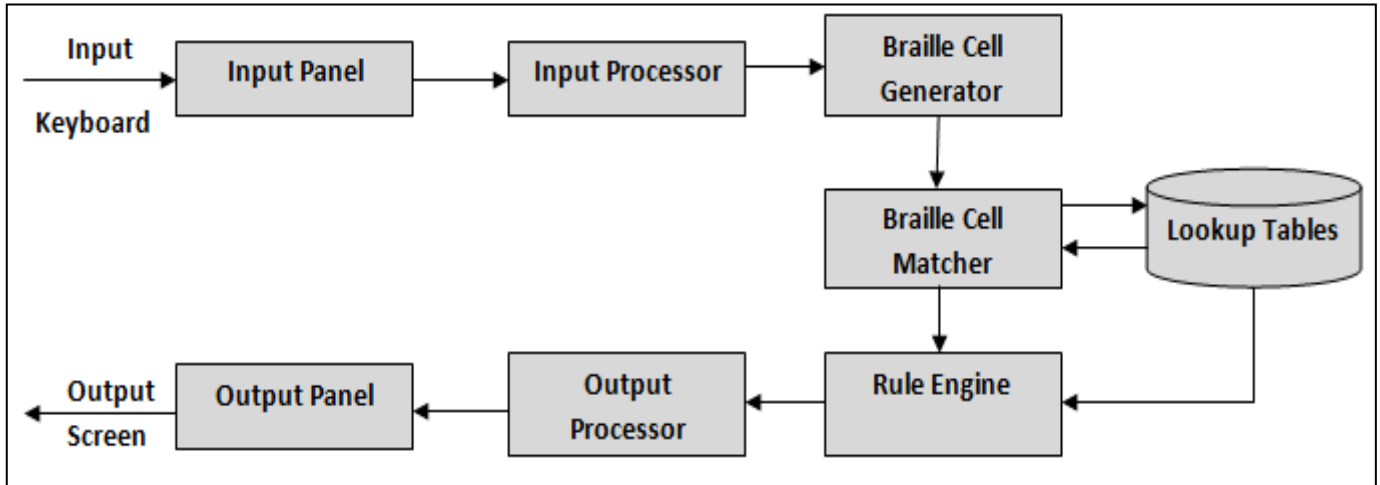 Input
Keyboard
Input Panel
Input Processor
Braille Cell
Generator
Braille Cell
Matcher
Lookup Tables
Rule Engine
Output
Processor
Output Panel
Output
Screen